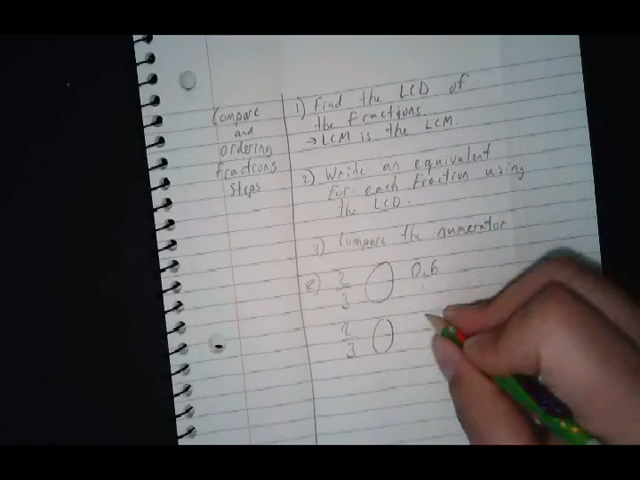 Compare
and
ordering
fractions
steps
1) Find the LCD of
the fractions.
→ LCM is the LCM.
2) Write an equivalent
for each fraction using
the LCD.
3) Compare the numerator
e) 2/3 ◯ 0.6
2/3 ◯